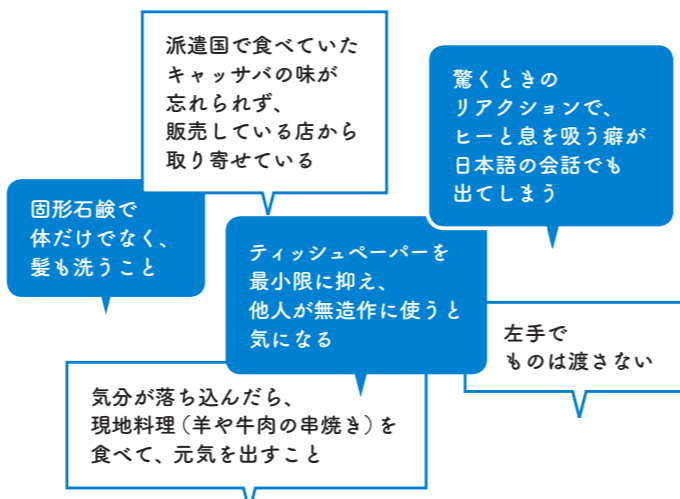 派遣国で食べていた
キャッサバの味が
忘れられず、
販売している店から
取り寄せている
驚くときの
リアクションで、
ヒーと息を吸う癖が
日本語の会話でも
出てしまう
固形石鹸で
体だけでなく、
髪も洗うこと
ティッシュペーパーを
最小限に抑え、
他人が無造作に使うと
気になる
左手で
ものは渡さない
気分が落ち込んだら、
現地料理（羊や牛肉の串焼き）を
食べて、元気を出すこと